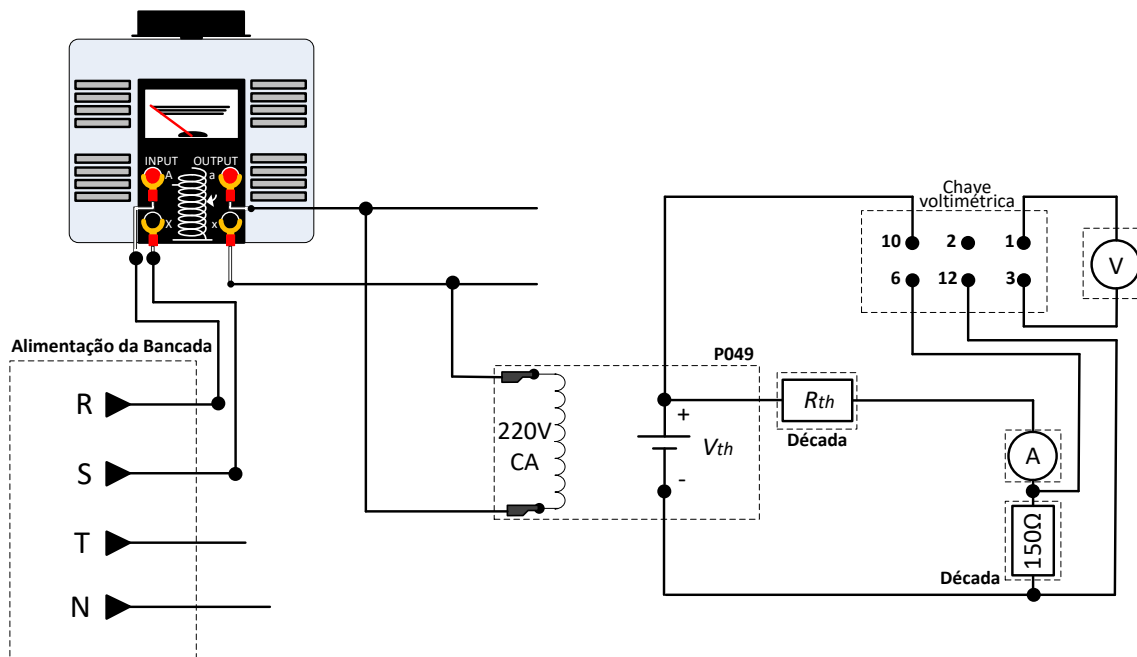 INPUT OUTPUT
A a
X x
Alimentação da Bancada
R
S
T
N
P049
220V
CA
+
Vth
-
Rth
Década
Chave
voltimétrica
10 2 1
6 12 3
V
A
150Ω
Década